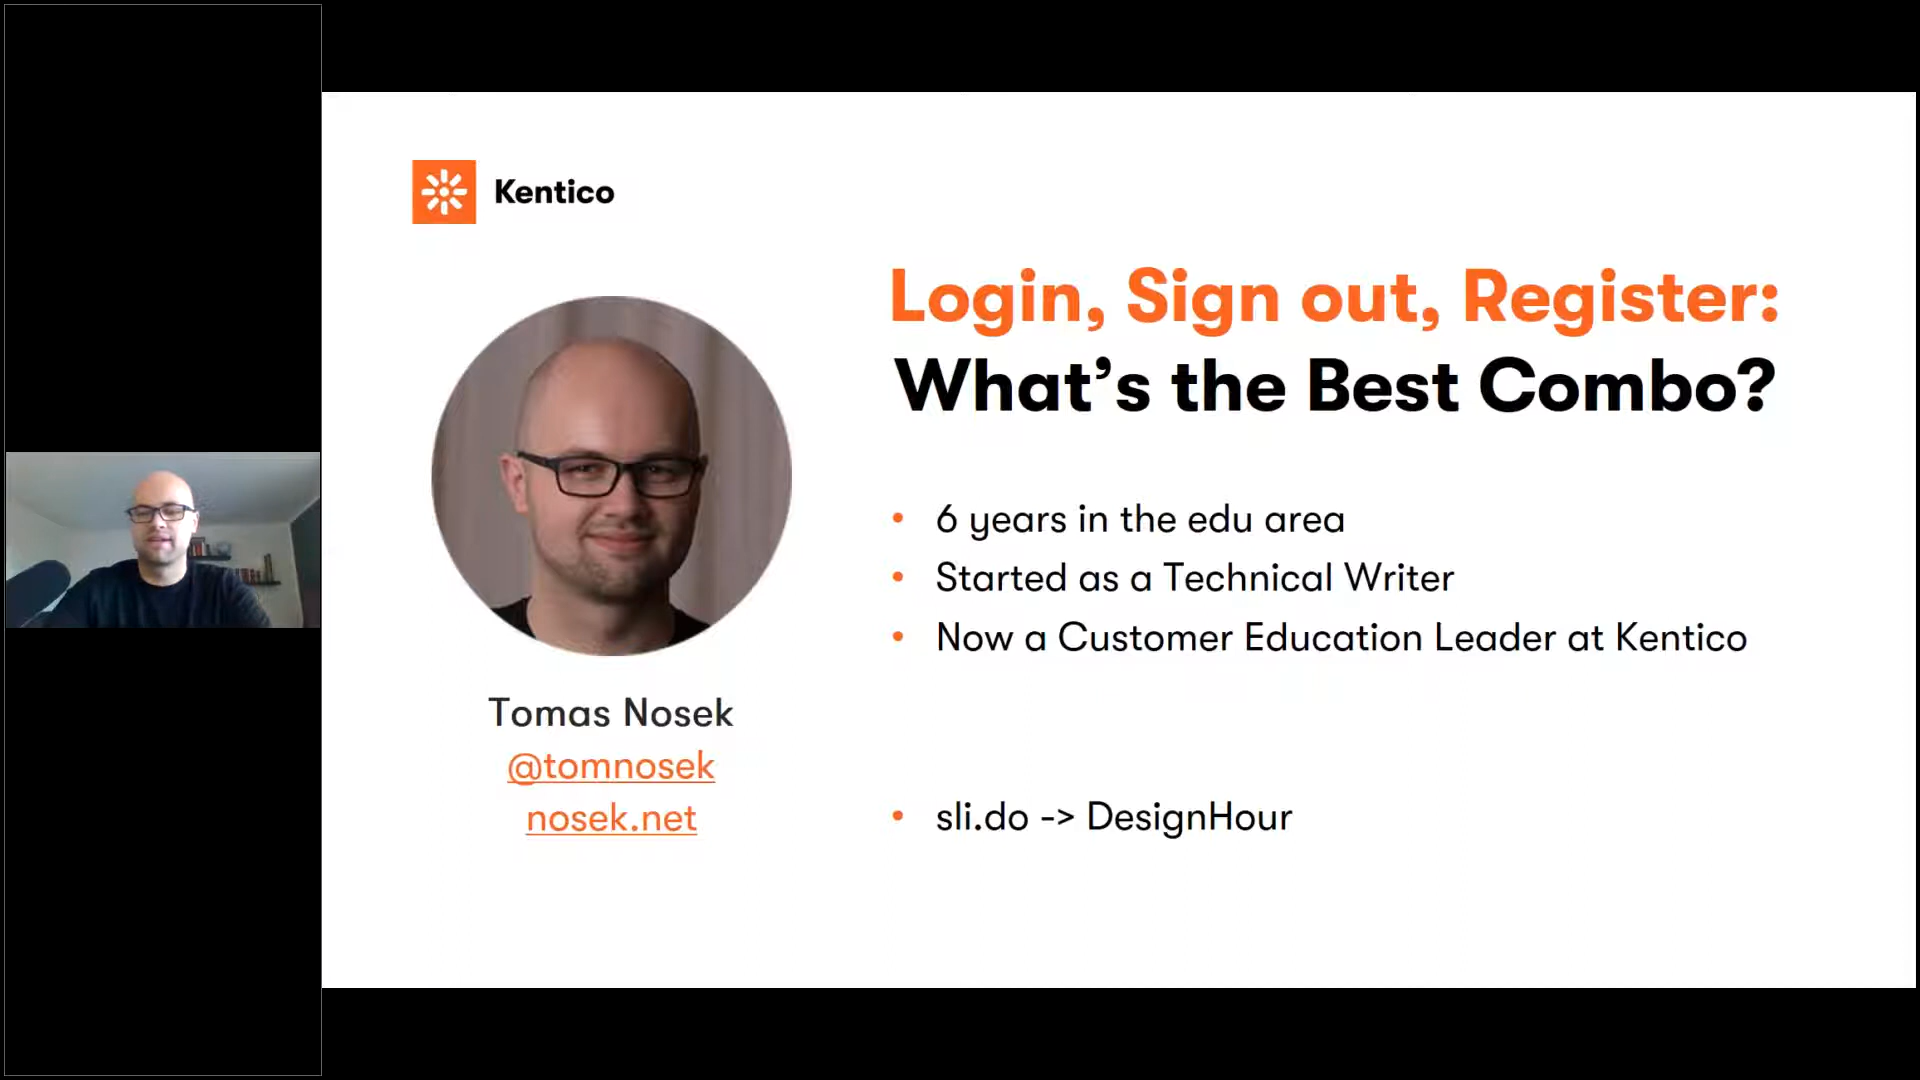 Kentico
Login, Sign out, Register:
What's the Best Combo?
• 6 years in the edu area
• Started as a Technical Writer
• Now a Customer Education Leader at Kentico
Tomas Nosek
@tomnosek
nosek.net
• sli.do -> DesignHour